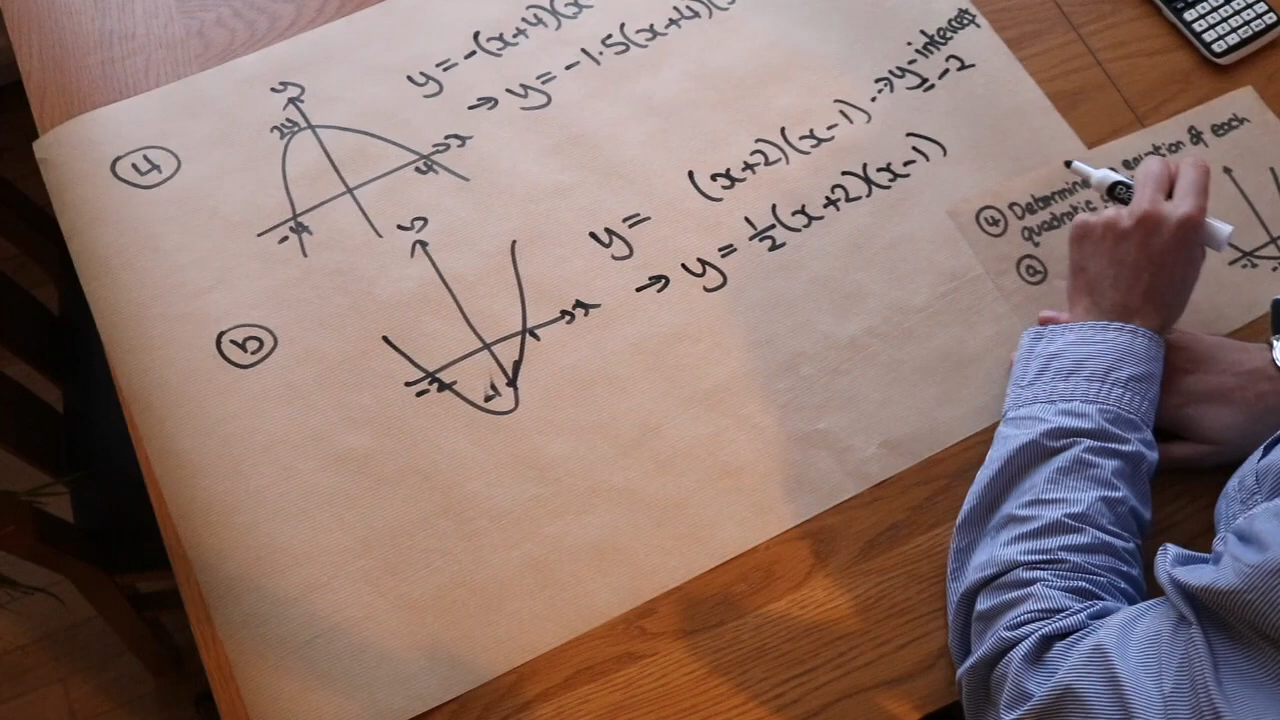 y = -(x+4)(x
→ y = -1.5(x+4)(x
④
y
24
x
-4
4
y = (x+2)(x-1) ⇢ y-intercept = -2
→ y = 1/2(x+2)(x-1)
ⓑ
y
x
-2
1
-1
④ Determine equation of each
quadratic
ⓐ
-2